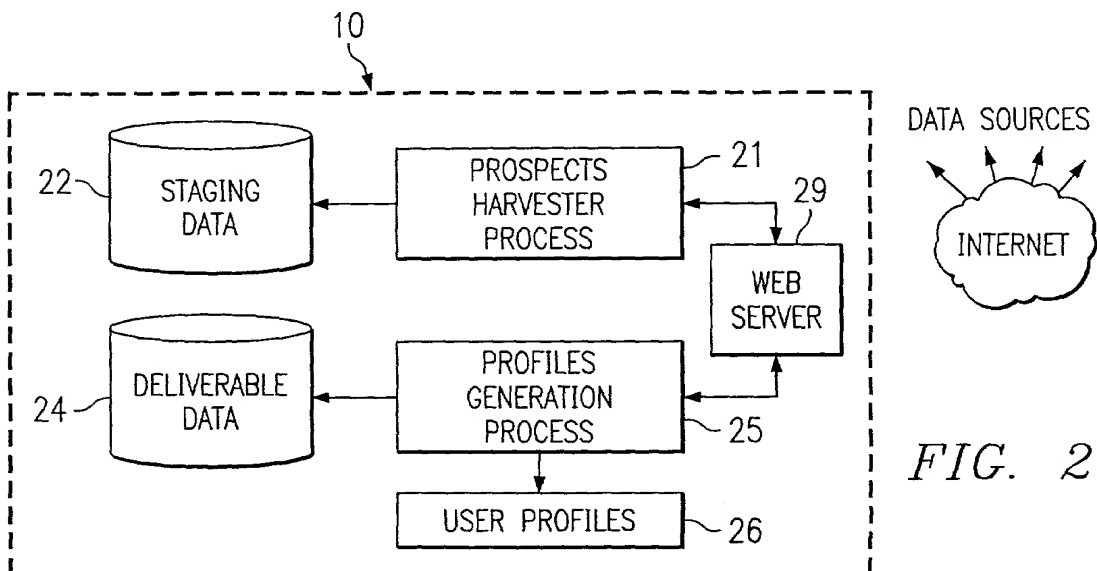 10
DATA SOURCES
INTERNET
22
STAGING
DATA
PROSPECTS
HARVESTER
PROCESS
21
29
WEB
SERVER
24
DELIVERABLE
DATA
PROFILES
GENERATION
PROCESS
25
USER PROFILES
26
FIG. 2